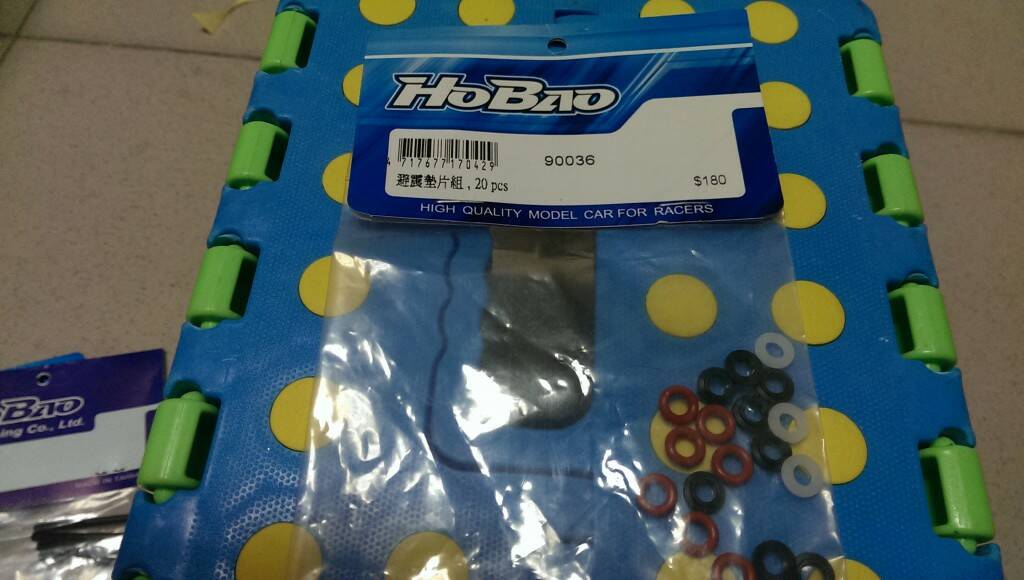 HOBAO
4 717677 170429
90036
避震墊片組 , 20 pcs
$180
HIGH QUALITY MODEL CAR FOR RACERS
BAO
ing Co., Ltd.